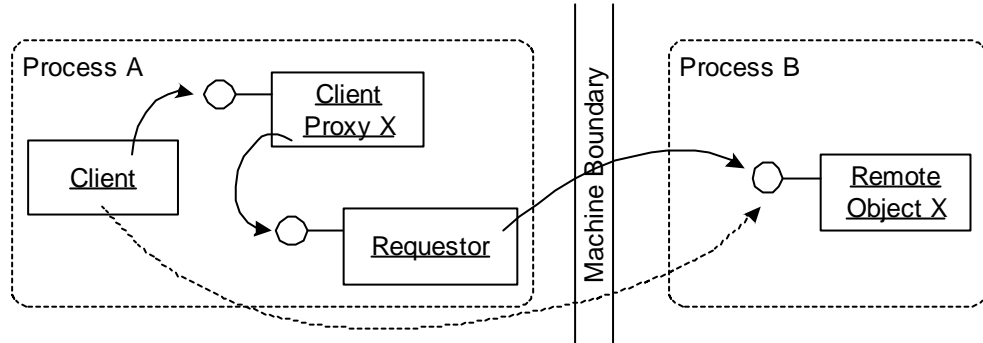 Process A
Client
Proxy X
Client
Requestor
Machine Boundary
Process B
Remote
Object X